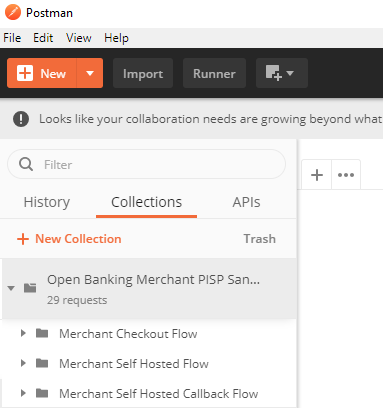 Postman
File Edit View Help
New Import Runner
Looks like your collaboration needs are growing beyond what
Filter
History Collections APIs
+ New Collection Trash
Open Banking Merchant PISP San...
29 requests
Merchant Checkout Flow
Merchant Self Hosted Flow
Merchant Self Hosted Callback Flow